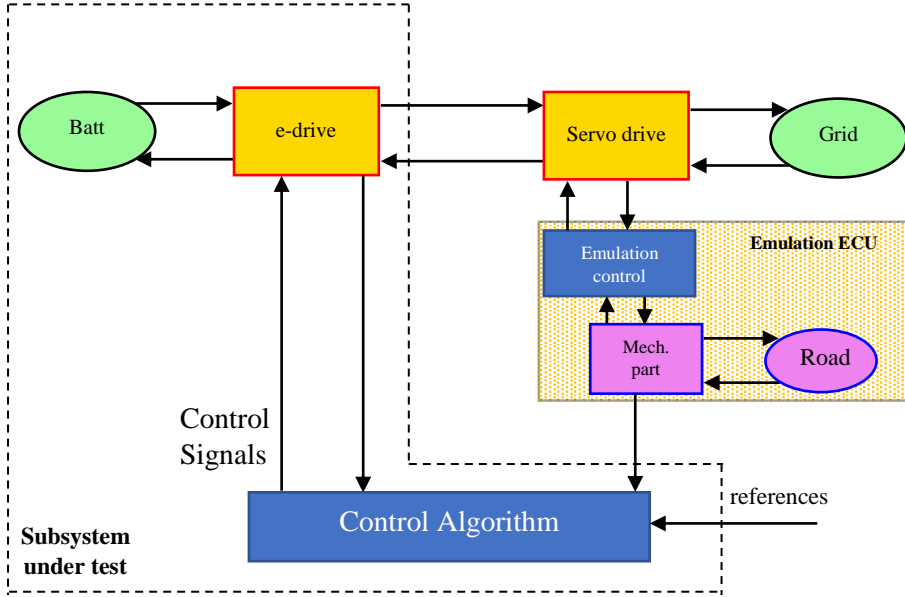 Batt
e-drive
Servo drive
Grid
Emulation ECU
Emulation
control
Mech.
part
Road
Control
Signals
Control Algorithm
references
Subsystem
under test